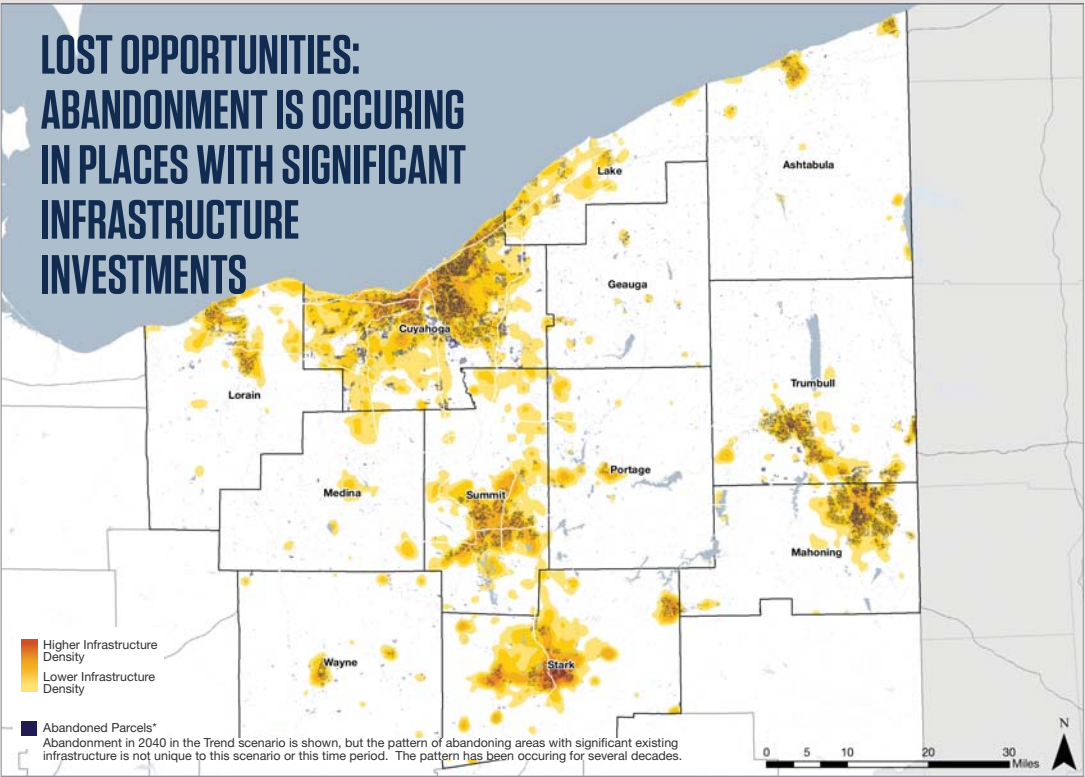 LOST OPPORTUNITIES:
ABANDONMENT IS OCCURING
IN PLACES WITH SIGNIFICANT
INFRASTRUCTURE
INVESTMENTS
Lake
Ashtabula
Geauga
Cuyahoga
Trumbull
Lorain
Portage
Medina
Summit
Mahoning
Wayne
Stark
Higher Infrastructure
Density
Lower Infrastructure
Density
Abandoned Parcels*
Abandonment in 2040 in the Trend scenario is shown, but the pattern of abandoning areas with significant existing
infrastructure is not unique to this scenario or this time period. The pattern has been occuring for several decades.
N
0 5 10 20 30
Miles